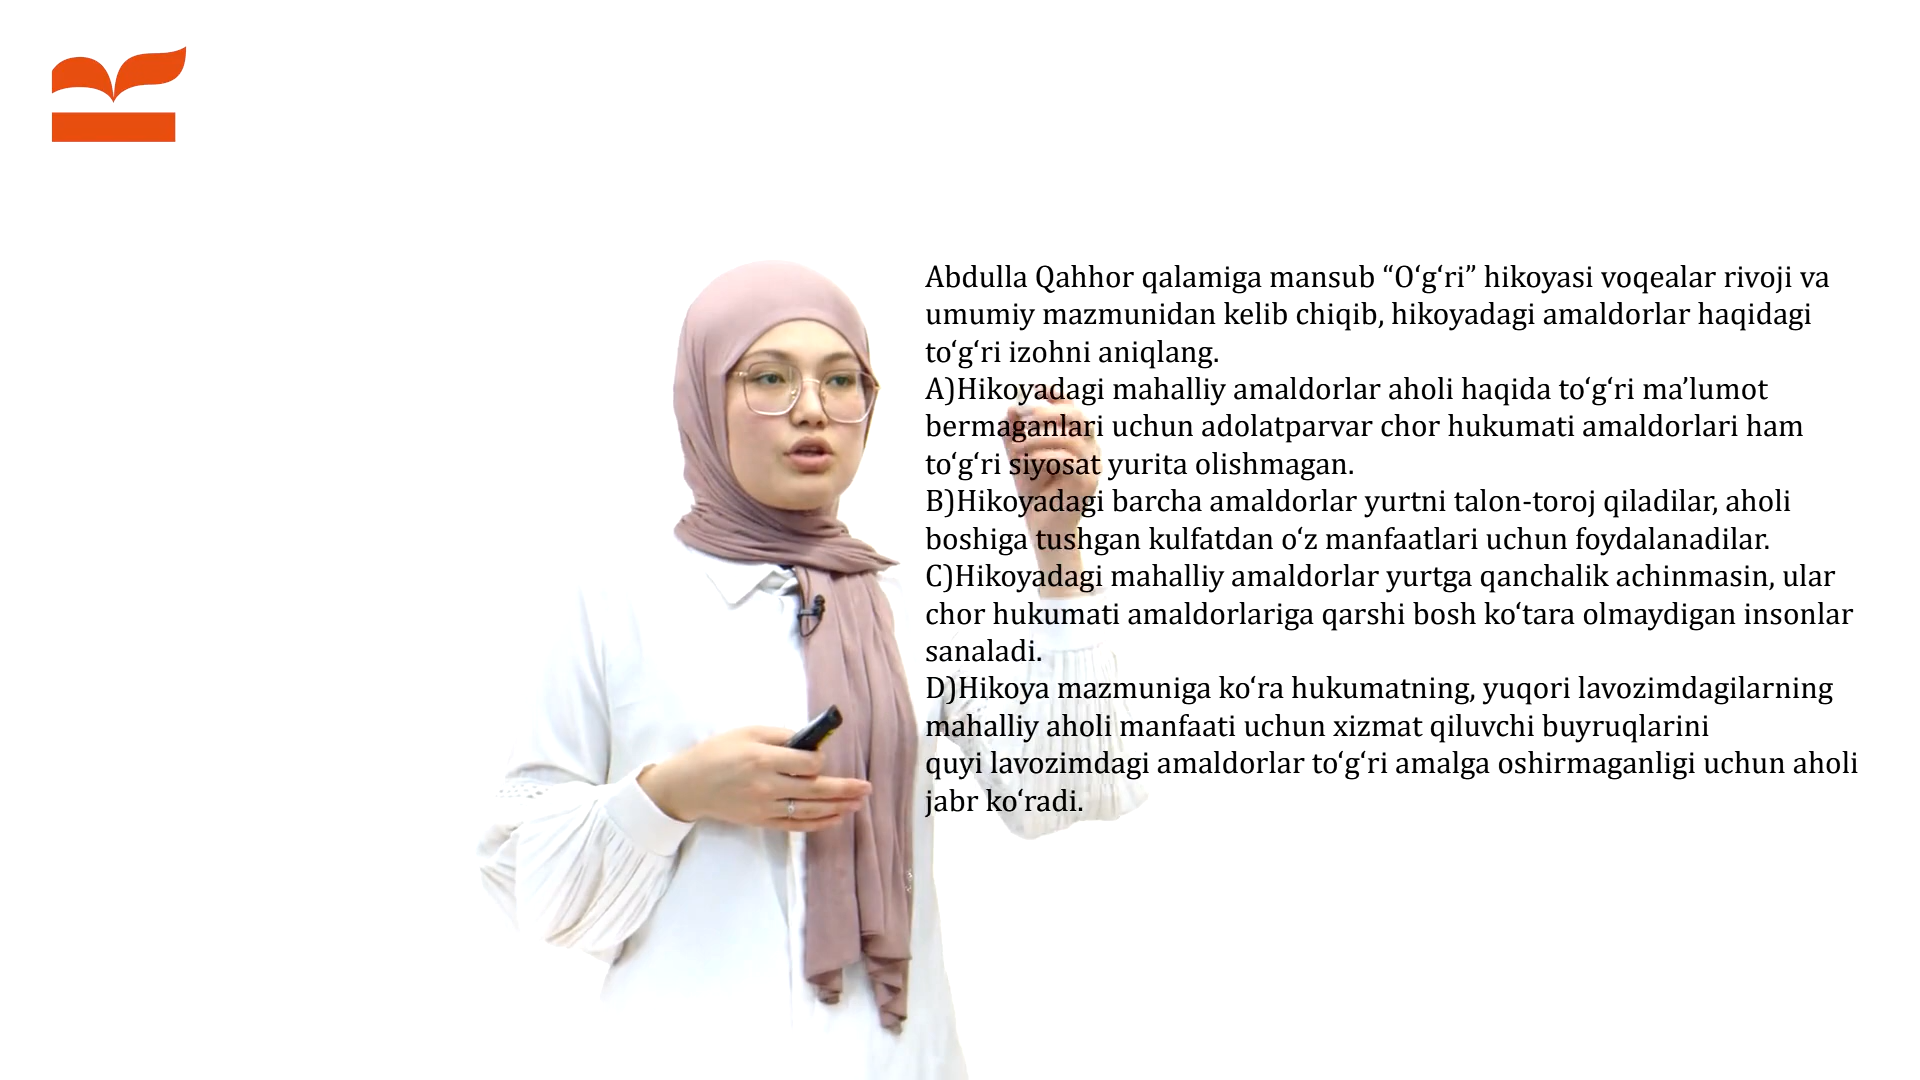 Abdulla Qahhor qalamiga mansub “O‘g‘ri” hikoyasi voqealar rivoji va
umumiy mazmunidan kelib chiqib, hikoyadagi amaldorlar haqidagi
to‘g‘ri izohni aniqlang.
A)Hikoyadagi mahalliy amaldorlar aholi haqida to‘g‘ri ma’lumot
bermaganlari uchun adolatparvar chor hukumati amaldorlari ham
to‘g‘ri siyosat yurita olishmagan.
B)Hikoyadagi barcha amaldorlar yurtni talon-toroj qiladilar, aholi
boshiga tushgan kulfatdan o‘z manfaatlari uchun foydalanadilar.
C)Hikoyadagi mahalliy amaldorlar yurtga qanchalik achinmasin, ular
chor hukumati amaldorlariga qarshi bosh ko‘tara olmaydigan insonlar
sanaladi.
D)Hikoya mazmuniga ko‘ra hukumatning, yuqori lavozimdagilarning
mahalliy aholi manfaati uchun xizmat qiluvchi buyruqlarini
quyi lavozimdagi amaldorlar to‘g‘ri amalga oshirmaganligi uchun aholi
jabr ko‘radi.